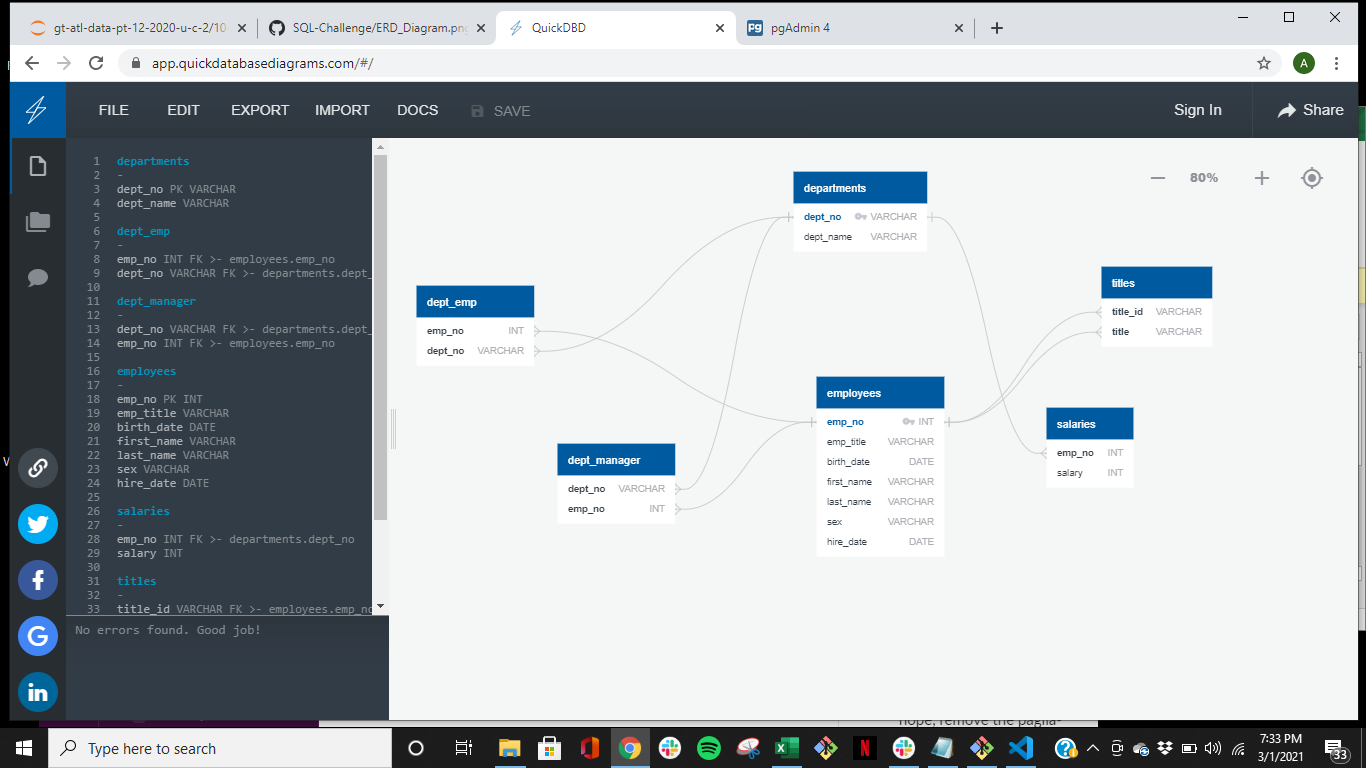 gt-atl-data-pt-12-2020-u-c-2/10
SQL-Challenge/ERD_Diagram.png
QuickDBD
pgAdmin 4
app.quickdatabasediagrams.com/#/
A
FILE
EDIT
EXPORT
IMPORT
DOCS
SAVE
Sign In
Share
1 departments
2 -
3 dept_no PK VARCHAR
4 dept_name VARCHAR
5
6 dept_emp
7 -
8 emp_no INT FK >- employees.emp_no
9 dept_no VARCHAR FK >- departments.dept_
10
11 dept_manager
12 -
13 dept_no VARCHAR FK >- departments.dept_
14 emp_no INT FK >- employees.emp_no
15
16 employees
17 -
18 emp_no PK INT
19 emp_title VARCHAR
20 birth_date DATE
21 first_name VARCHAR
22 last_name VARCHAR
23 sex VARCHAR
24 hire_date DATE
25
26 salaries
27 -
28 emp_no INT FK >- departments.dept_no
29 salary INT
30
31 titles
32 -
33 title_id VARCHAR FK >- employees.emp_no
No errors found. Good job!
80%
departments
dept_no VARCHAR
dept_name VARCHAR
dept_emp
emp_no INT
dept_no VARCHAR
titles
title_id VARCHAR
title VARCHAR
employees
emp_no INT
emp_title VARCHAR
birth_date DATE
first_name VARCHAR
last_name VARCHAR
sex VARCHAR
hire_date DATE
salaries
emp_no INT
salary INT
dept_manager
dept_no VARCHAR
emp_no INT
Type here to search
7:33 PM
3/1/2021
33